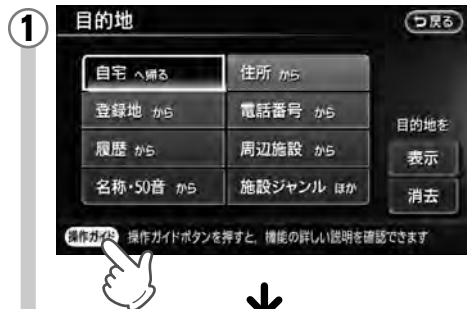 1
目的地
戻る
自宅 へ帰る
住所 から
登録地 から
電話番号 から
履歴 から
周辺施設 から
名称・50音 から
施設ジャンル ほか
目的地を
表示
消去
操作ガイド 操作ガイドボタンを押すと、機能の詳しい説明を確認できます